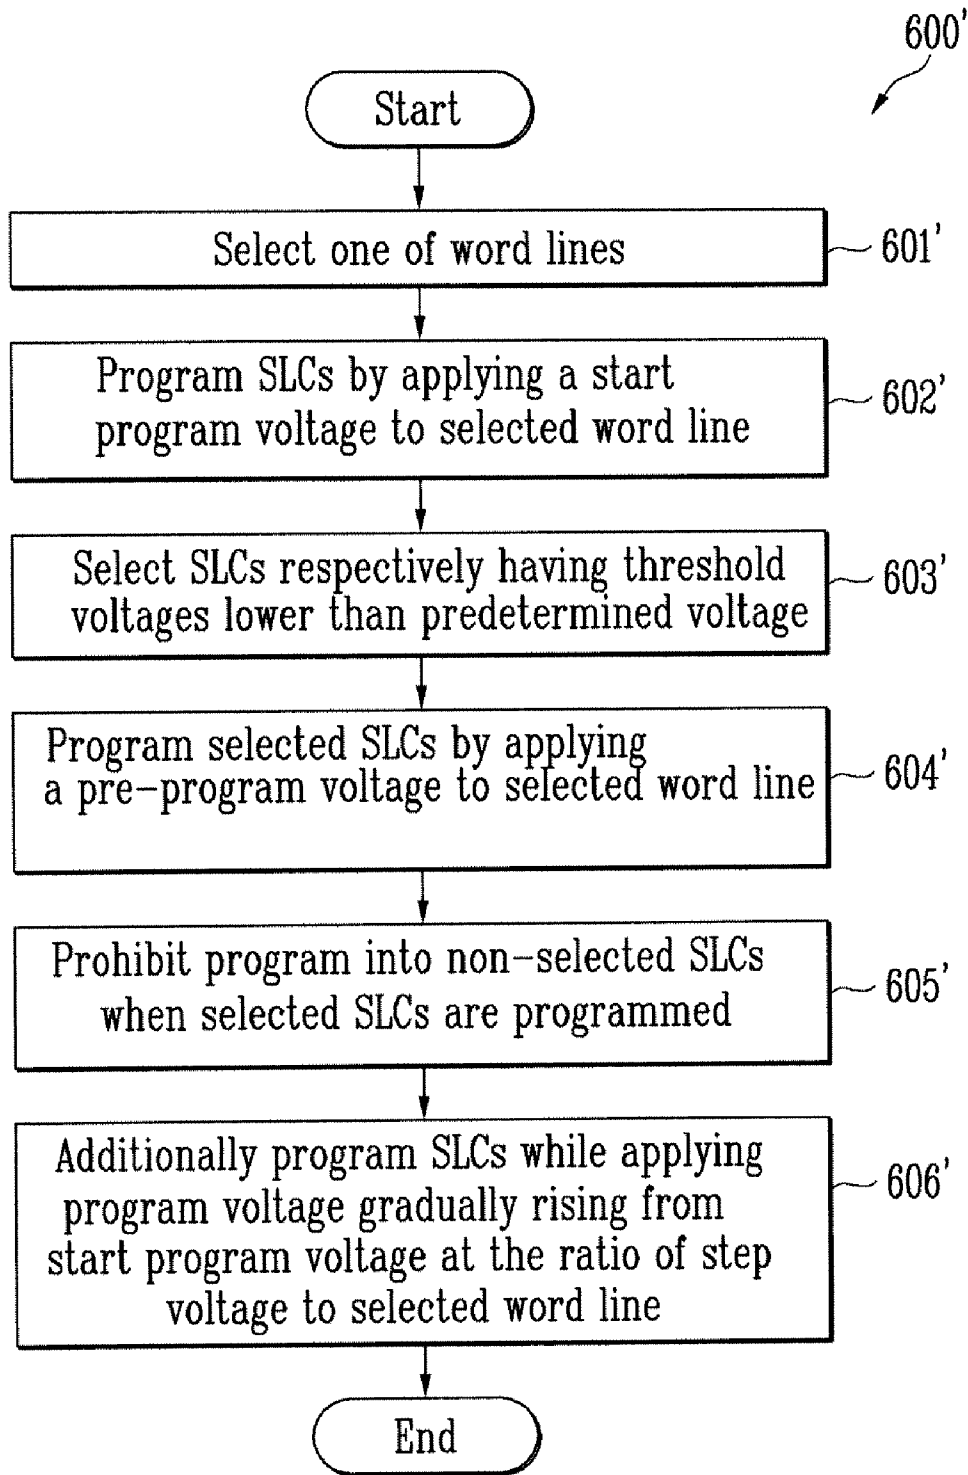 600'
Start
Select one of word lines
601'
Program SLCs by applying a start
program voltage to selected word line
602'
Select SLCs respectively having threshold
voltages lower than predetermined voltage
603'
Program selected SLCs by applying
a pre-program voltage to selected word line
604'
Prohibit program into non-selected SLCs
when selected SLCs are programmed
605'
Additionally program SLCs while applying
program voltage gradually rising from
start program voltage at the ratio of step
voltage to selected word line
606'
End